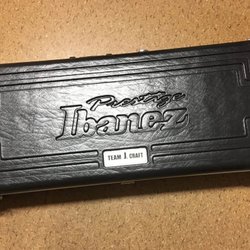 Prestige
Ibanez
TEAM J. CRAFT